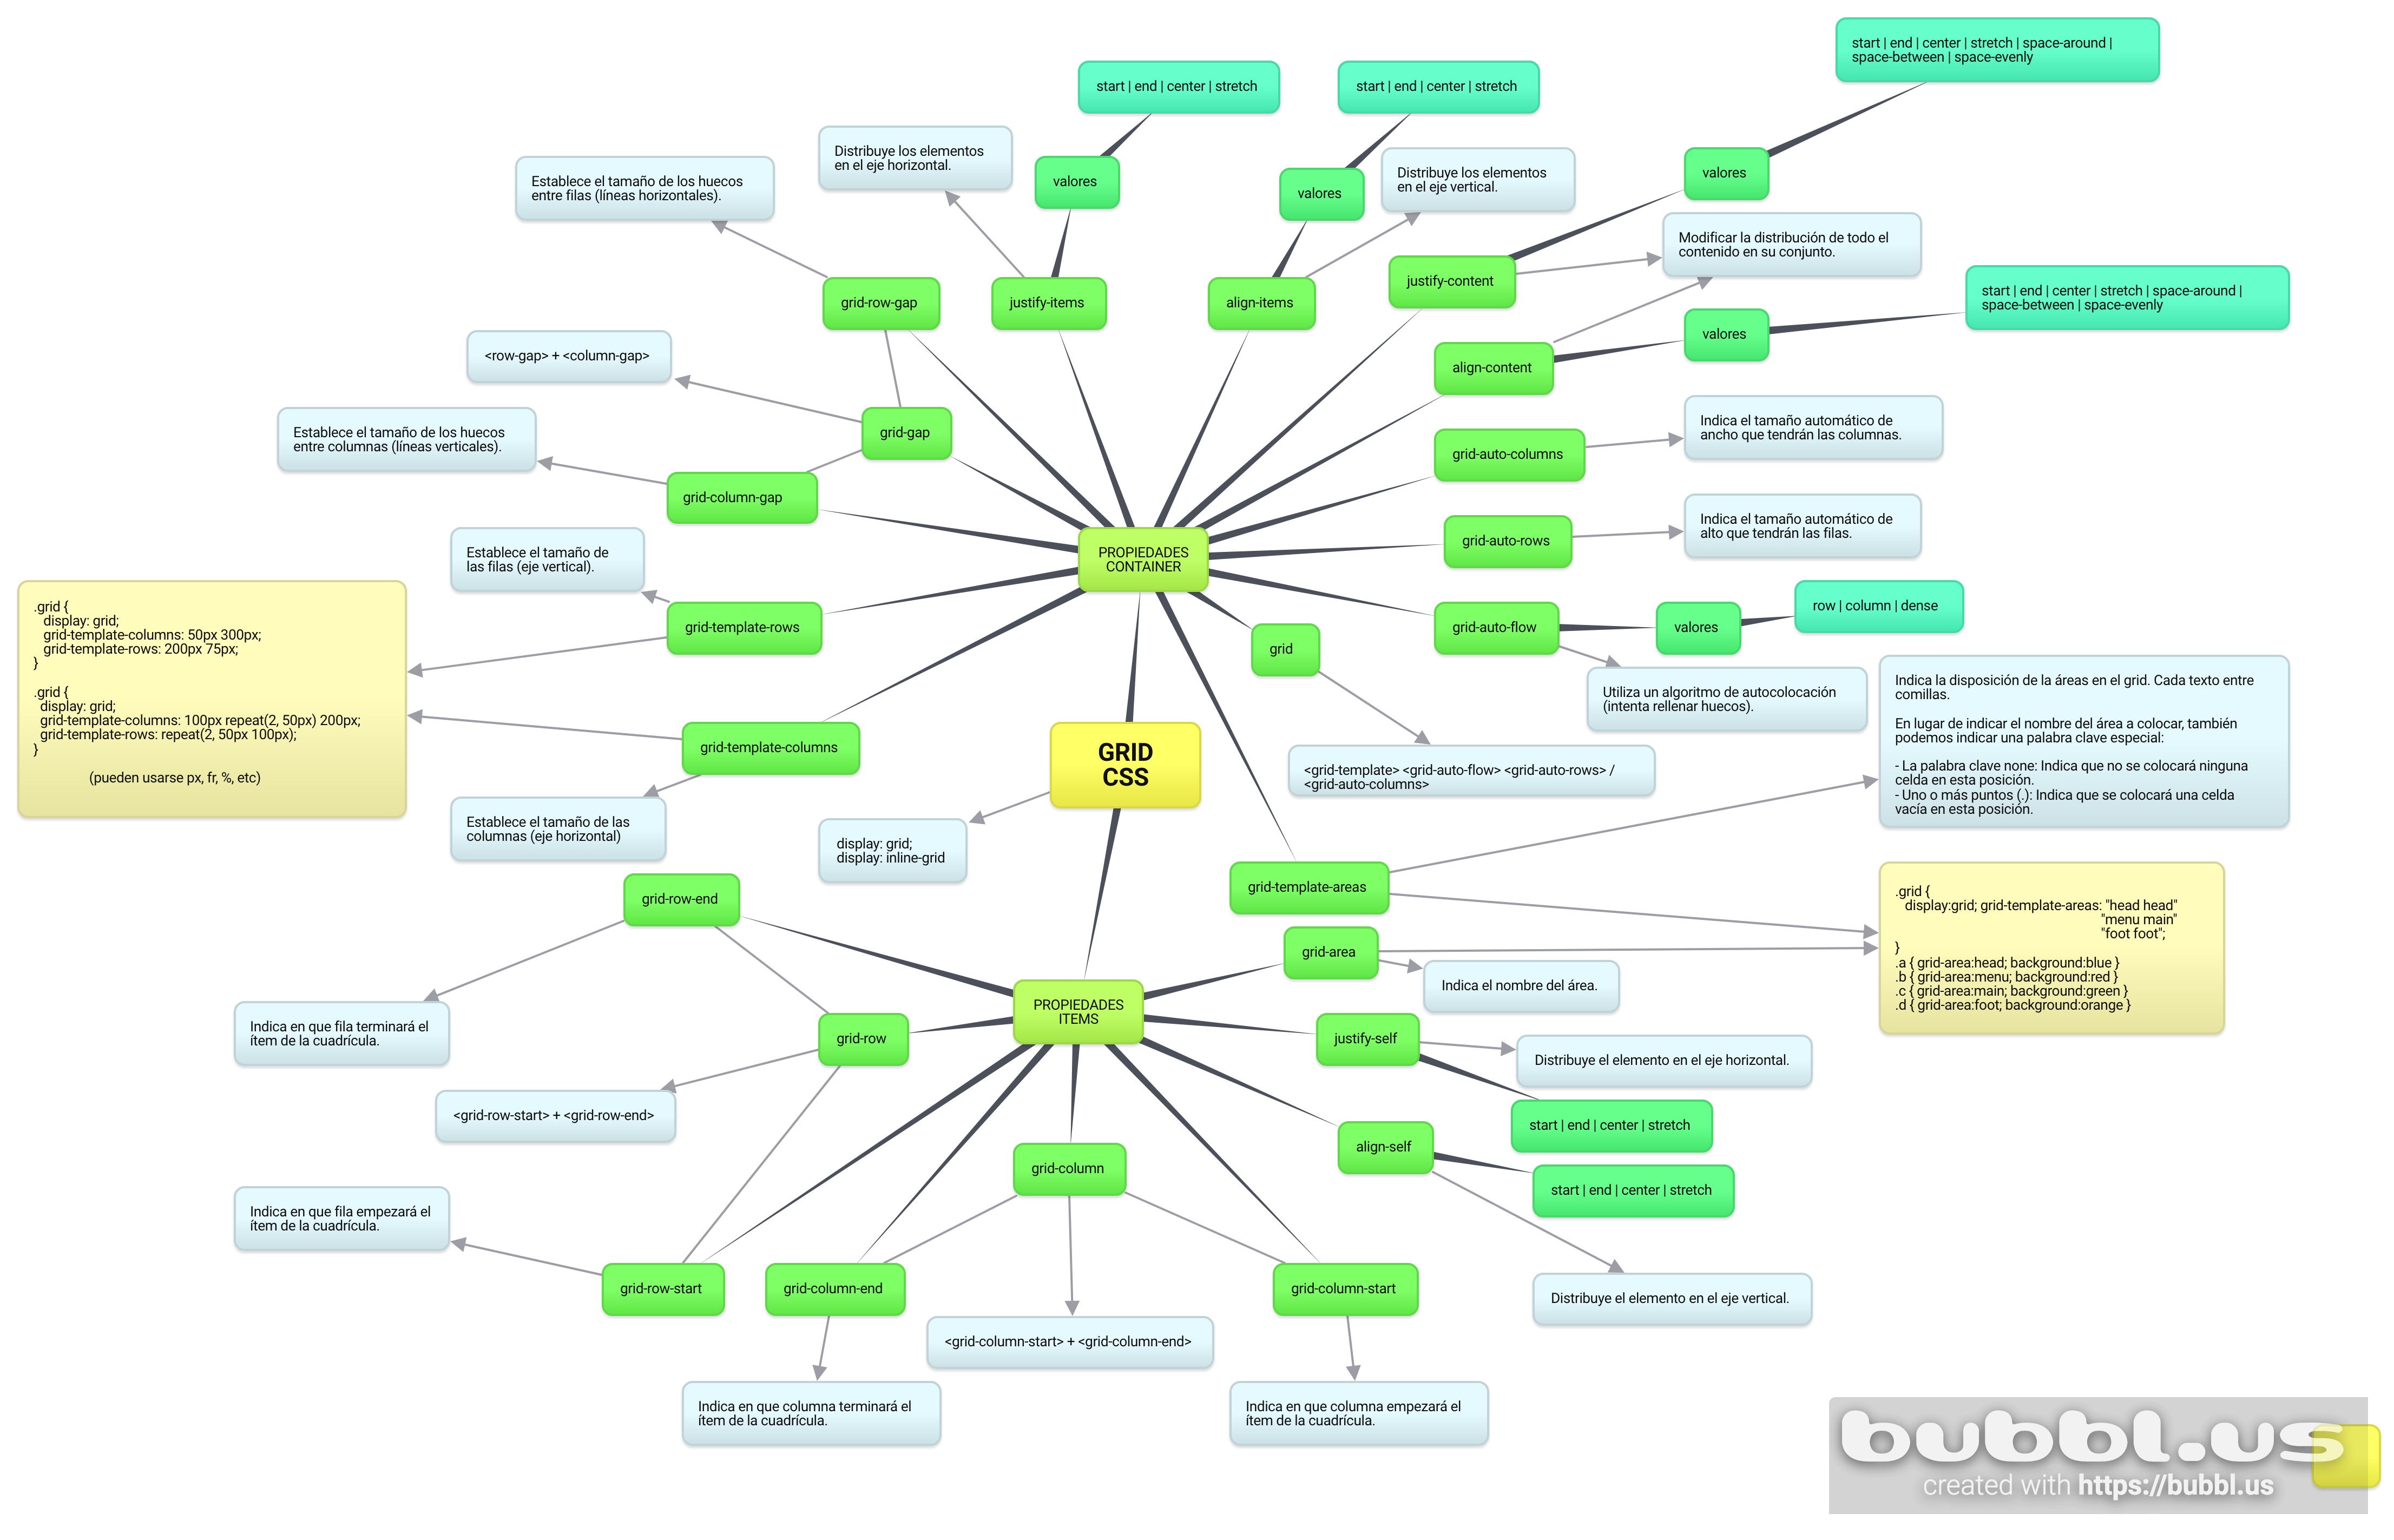 start | end | center | stretch | space-around |
space-between | space-evenly
start | end | center | stretch
start | end | center | stretch
Distribuye los elementos
en el eje horizontal.
valores
valores
Distribuye los elementos
en el eje vertical.
valores
Establece el tamaño de los huecos
entre filas (líneas horizontales).
Modificar la distribución de todo el
contenido en su conjunto.
grid-row-gap
justify-items
align-items
justify-content
start | end | center | stretch | space-around |
space-between | space-evenly
valores
<row-gap> + <column-gap>
align-content
Establece el tamaño de los huecos
entre columnas (líneas verticales).
grid-gap
Indica el tamaño automático de
ancho que tendrán las columnas.
grid-auto-columns
grid-column-gap
Indica el tamaño automático de
alto que tendrán las filas.
grid-auto-rows
Establece el tamaño de
las filas (eje vertical).
PROPIEDADES
CONTAINER
.grid {
display: grid;
grid-template-columns: 50px 300px;
grid-template-rows: 200px 75px;
}
.grid {
display: grid;
grid-template-columns: 100px repeat(2, 50px) 200px;
grid-template-rows: repeat(2, 50px 100px);
}
(pueden usarse px, fr, %, etc)
grid-template-rows
grid
grid-auto-flow
valores
row | column | dense
Utiliza un algoritmo de autocolocación
(intenta rellenar huecos).
Indica la disposición de la áreas en el grid. Cada texto entre
comillas.
En lugar de indicar el nombre del área a colocar, también
podemos indicar una palabra clave especial:
- La palabra clave none: Indica que no se colocará ninguna
celda en esta posición.
- Uno o más puntos (.): Indica que se colocará una celda
vacía en esta posición.
grid-template-columns
GRID
CSS
<grid-template> <grid-auto-flow> <grid-auto-rows> /
<grid-auto-columns>
Establece el tamaño de las
columnas (eje horizontal)
display: grid;
display: inline-grid
grid-template-areas
grid-row-end
.grid {
display:grid; grid-template-areas: "head head"
"menu main"
"foot foot";
}
.a { grid-area:head; background:blue }
.b { grid-area:menu; background:red }
.c { grid-area:main; background:green }
.d { grid-area:foot; background:orange }
grid-area
Indica el nombre del área.
PROPIEDADES
ITEMS
Indica en que fila terminará el
ítem de la cuadrícula.
grid-row
justify-self
Distribuye el elemento en el eje horizontal.
<grid-row-start> + <grid-row-end>
start | end | center | stretch
align-self
grid-column
start | end | center | stretch
Indica en que fila empezará el
ítem de la cuadrícula.
grid-row-start
grid-column-end
grid-column-start
Distribuye el elemento en el eje vertical.
<grid-column-start> + <grid-column-end>
Indica en que columna terminará el
ítem de la cuadrícula.
Indica en que columna empezará el
ítem de la cuadrícula.
bubbl.us
created with https://bubbl.us